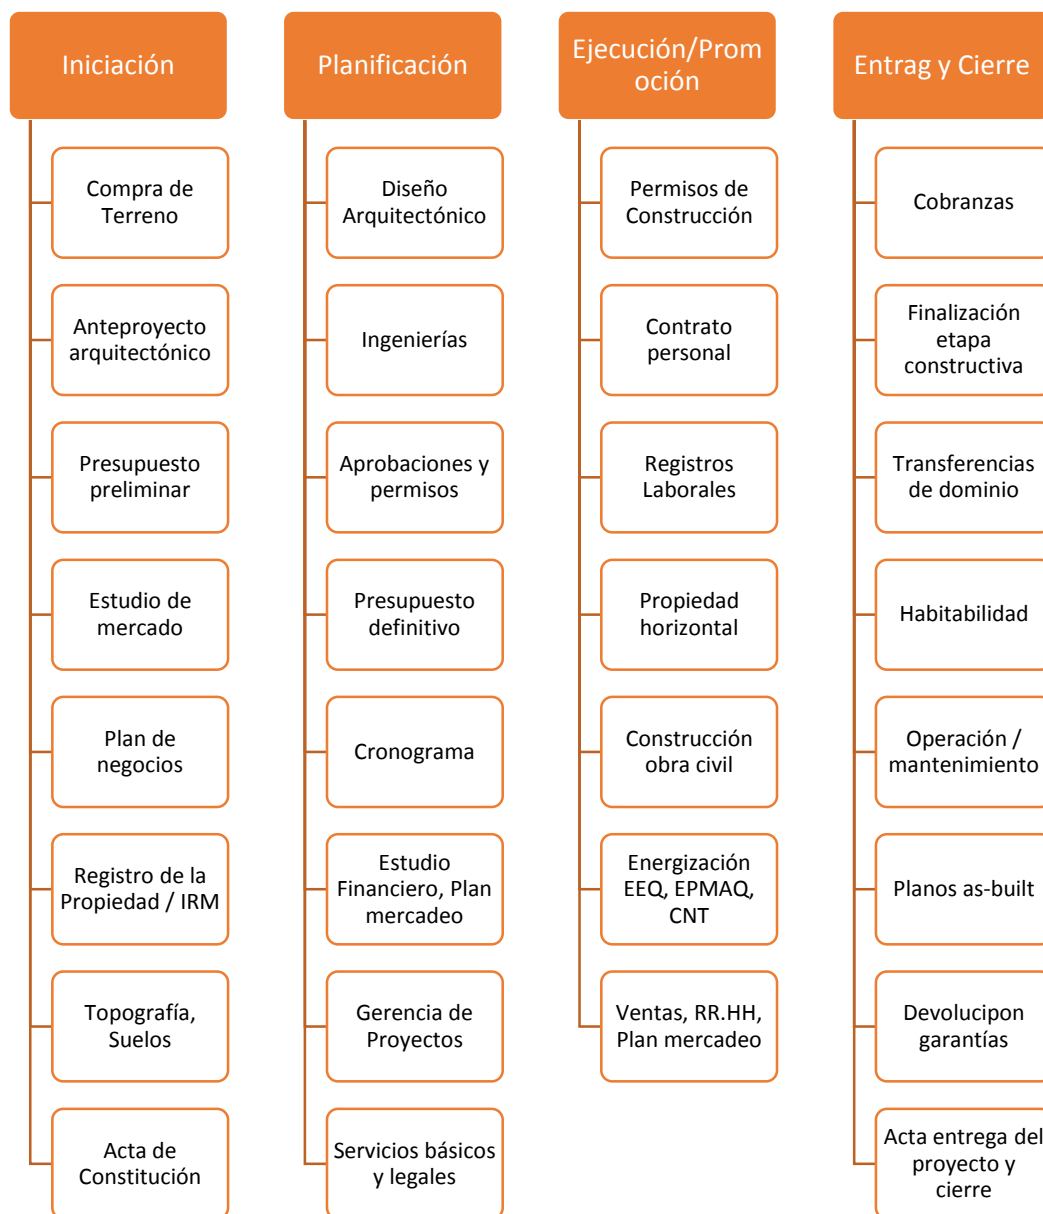 Iniciación
Compra de
Terreno
Anteproyecto
arquitectónico
Presupuesto
preliminar
Estudio de
mercado
Plan de
negocios
Registro de la
Propiedad / IRM
Topografía,
Suelos
Acta de
Constitución
Planificación
Diseño
Arquitectónico
Ingenierías
Aprobaciones y
permisos
Presupuesto
definitivo
Cronograma
Estudio
Financiero, Plan
mercadeo
Gerencia de
Proyectos
Servicios básicos
y legales
Ejecución/Prom
oción
Permisos de
Construcción
Contrato
personal
Registros
Laborales
Propiedad
horizontal
Construcción
obra civil
Energización
EEQ, EPMAQ,
CNT
Ventas, RR.HH,
Plan mercadeo
Entrag y Cierre
Cobranzas
Finalización
etapa
constructiva
Transferencias
de dominio
Habitabilidad
Operación /
mantenimiento
Planos as-built
Devolucipon
garantías
Acta entrega del
proyecto y
cierre